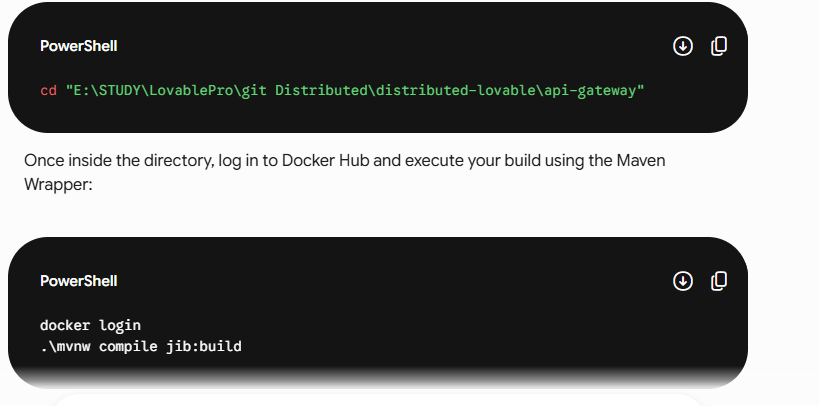 PowerShell
cd "E:\STUDY\LovablePro\git Distributed\distributed-lovable\api-gateway"
Once inside the directory, log in to Docker Hub and execute your build using the Maven
Wrapper:
PowerShell
docker login
.\mvnw compile jib:build